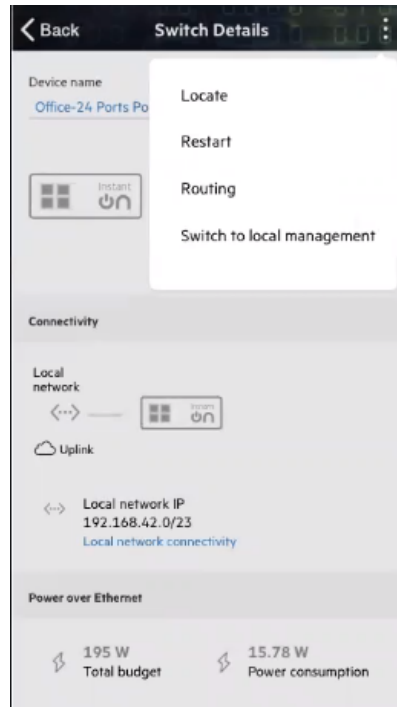 Back
Switch Details
Device name
Office-24 Ports Po
Locate
Restart
Routing
Switch to local management
Instant
on
Connectivity
Local
network
Instant
on
Uplink
Local network IP
192.168.42.0/23
Local network connectivity
Power over Ethernet
195 W
Total budget
15.78 W
Power consumption